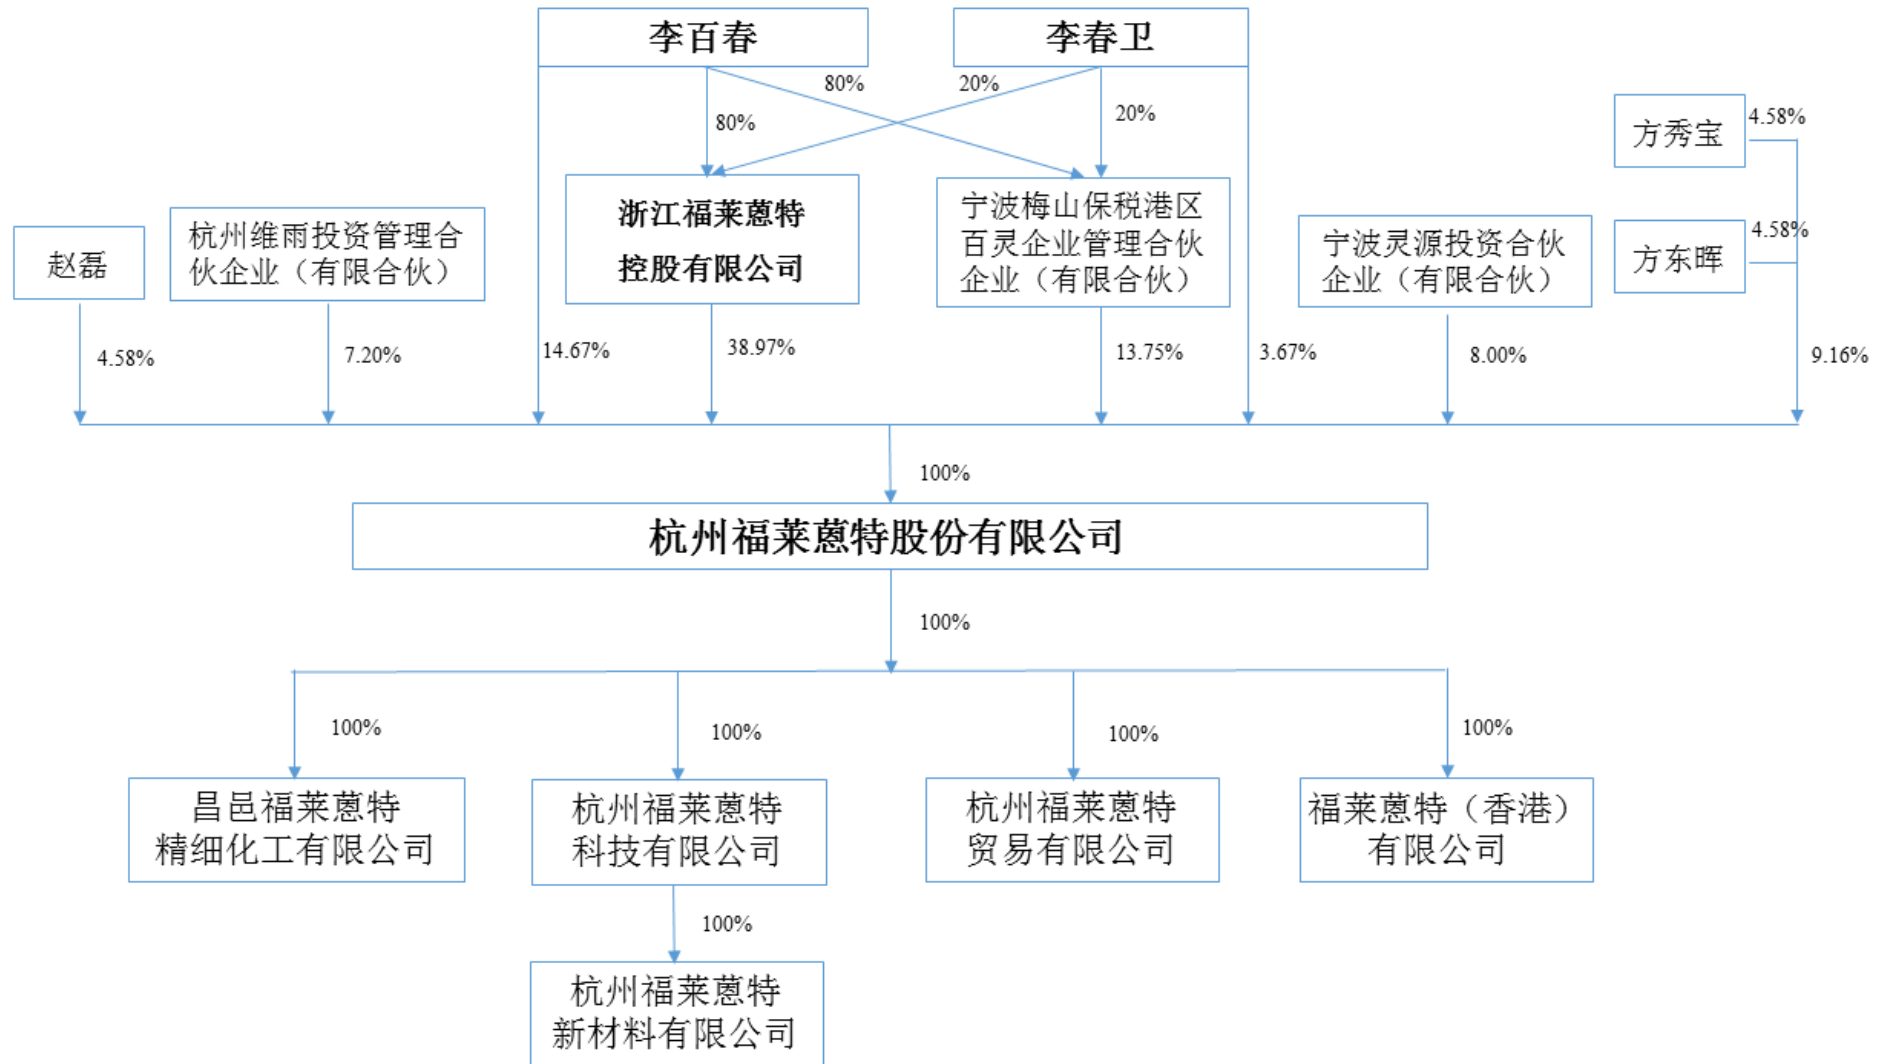 李百春
李春卫
80%
20%
80%
20%
4.58%
方秀宝
浙江福莱蒽特
控股有限公司
宁波梅山保税港区
百灵企业管理合伙
企业（有限合伙）
杭州维雨投资管理合
伙企业（有限合伙）
宁波灵源投资合伙
企业（有限合伙）
4.58%
方东晖
赵磊
4.58%
7.20%
14.67%
38.97%
13.75%
3.67%
8.00%
9.16%
100%
杭州福莱蒽特股份有限公司
100%
100%
100%
100%
100%
昌邑福莱蒽特
精细化工有限公司
杭州福莱蒽特
科技有限公司
杭州福莱蒽特
贸易有限公司
福莱蒽特（香港）
有限公司
100%
杭州福莱蒽特
新材料有限公司